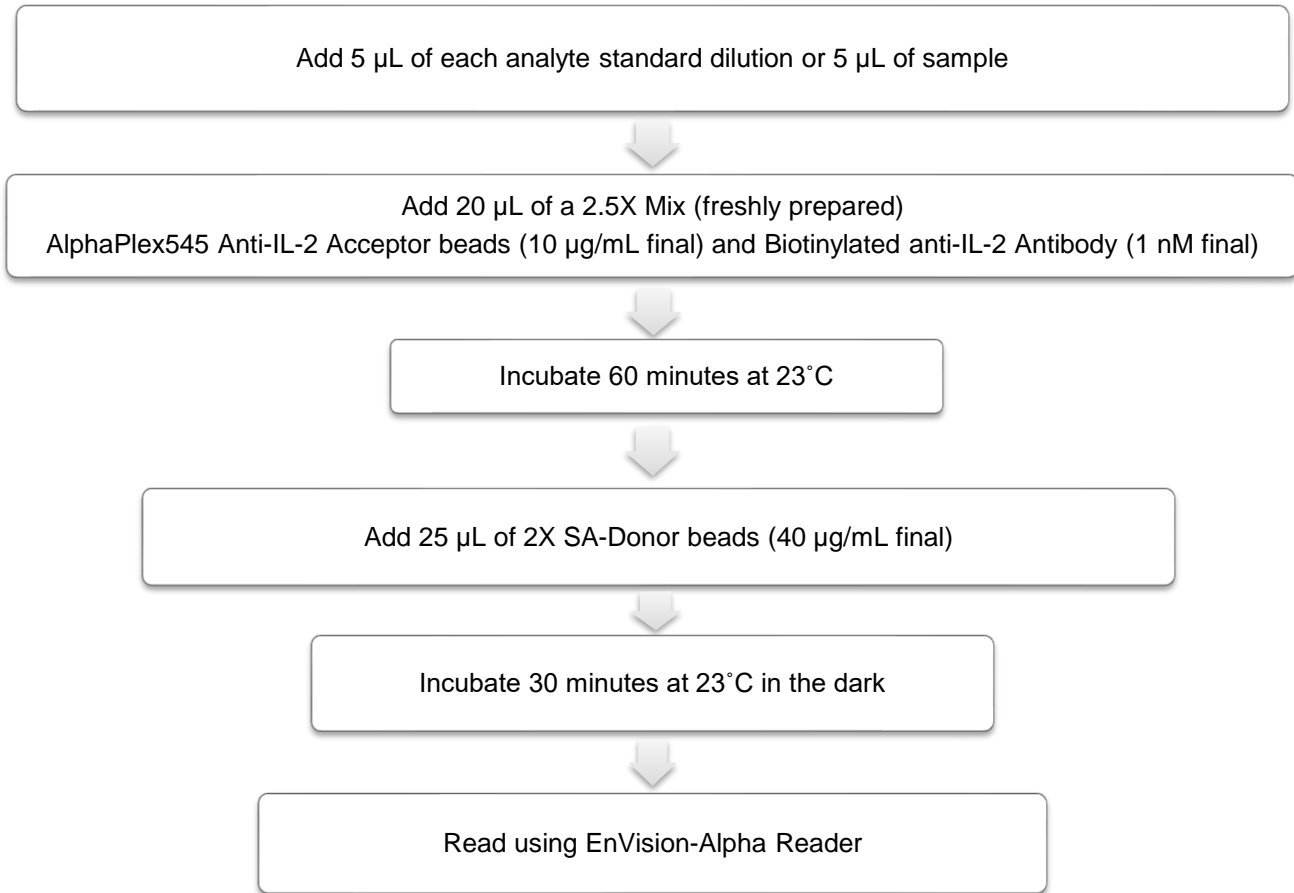 Add 5 µL of each analyte standard dilution or 5 µL of sample
Add 20 µL of a 2.5X Mix (freshly prepared)
AlphaPlex545 Anti-IL-2 Acceptor beads (10 µg/mL final) and Biotinylated anti-IL-2 Antibody (1 nM final)
Incubate 60 minutes at 23˚C
Add 25 µL of 2X SA-Donor beads (40 µg/mL final)
Incubate 30 minutes at 23˚C in the dark
Read using EnVision-Alpha Reader